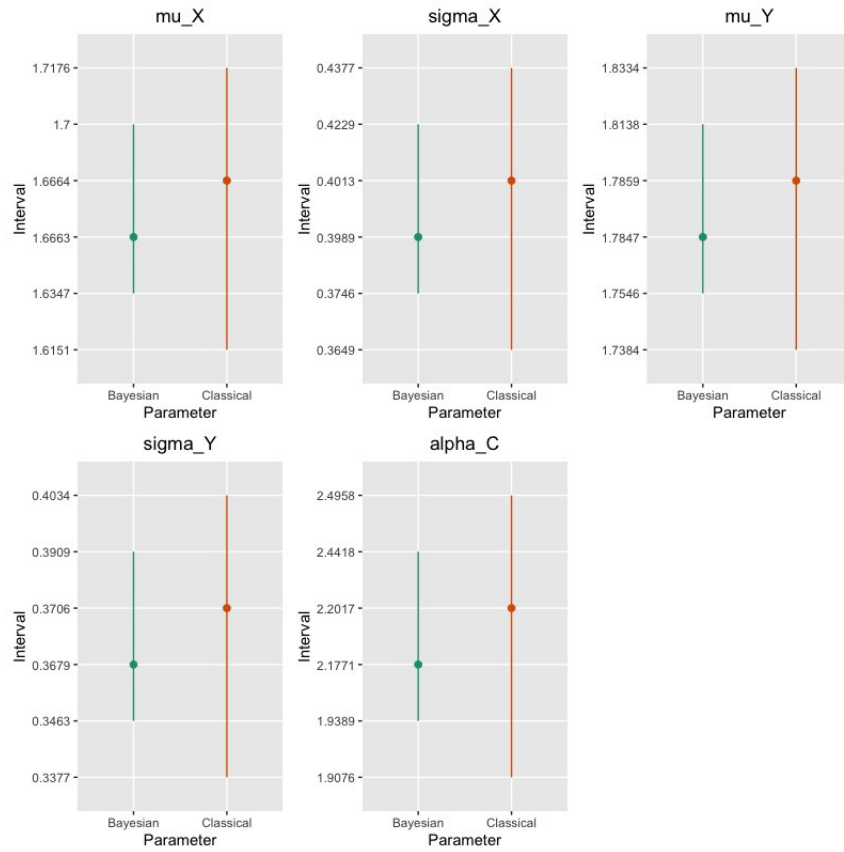 mu_X
1.7176
1.7
1.6664
1.6663
1.6347
1.6151
Interval
Bayesian Classical
Parameter
sigma_X
0.4377
0.4229
0.4013
0.3989
0.3746
0.3649
Interval
Bayesian Classical
Parameter
mu_Y
1.8334
1.8138
1.7859
1.7847
1.7546
1.7384
Interval
Bayesian Classical
Parameter
sigma_Y
0.4034
0.3909
0.3706
0.3679
0.3463
0.3377
Interval
Bayesian Classical
Parameter
alpha_C
2.4958
2.4418
2.2017
2.1771
1.9389
1.9076
Interval
Bayesian Classical
Parameter